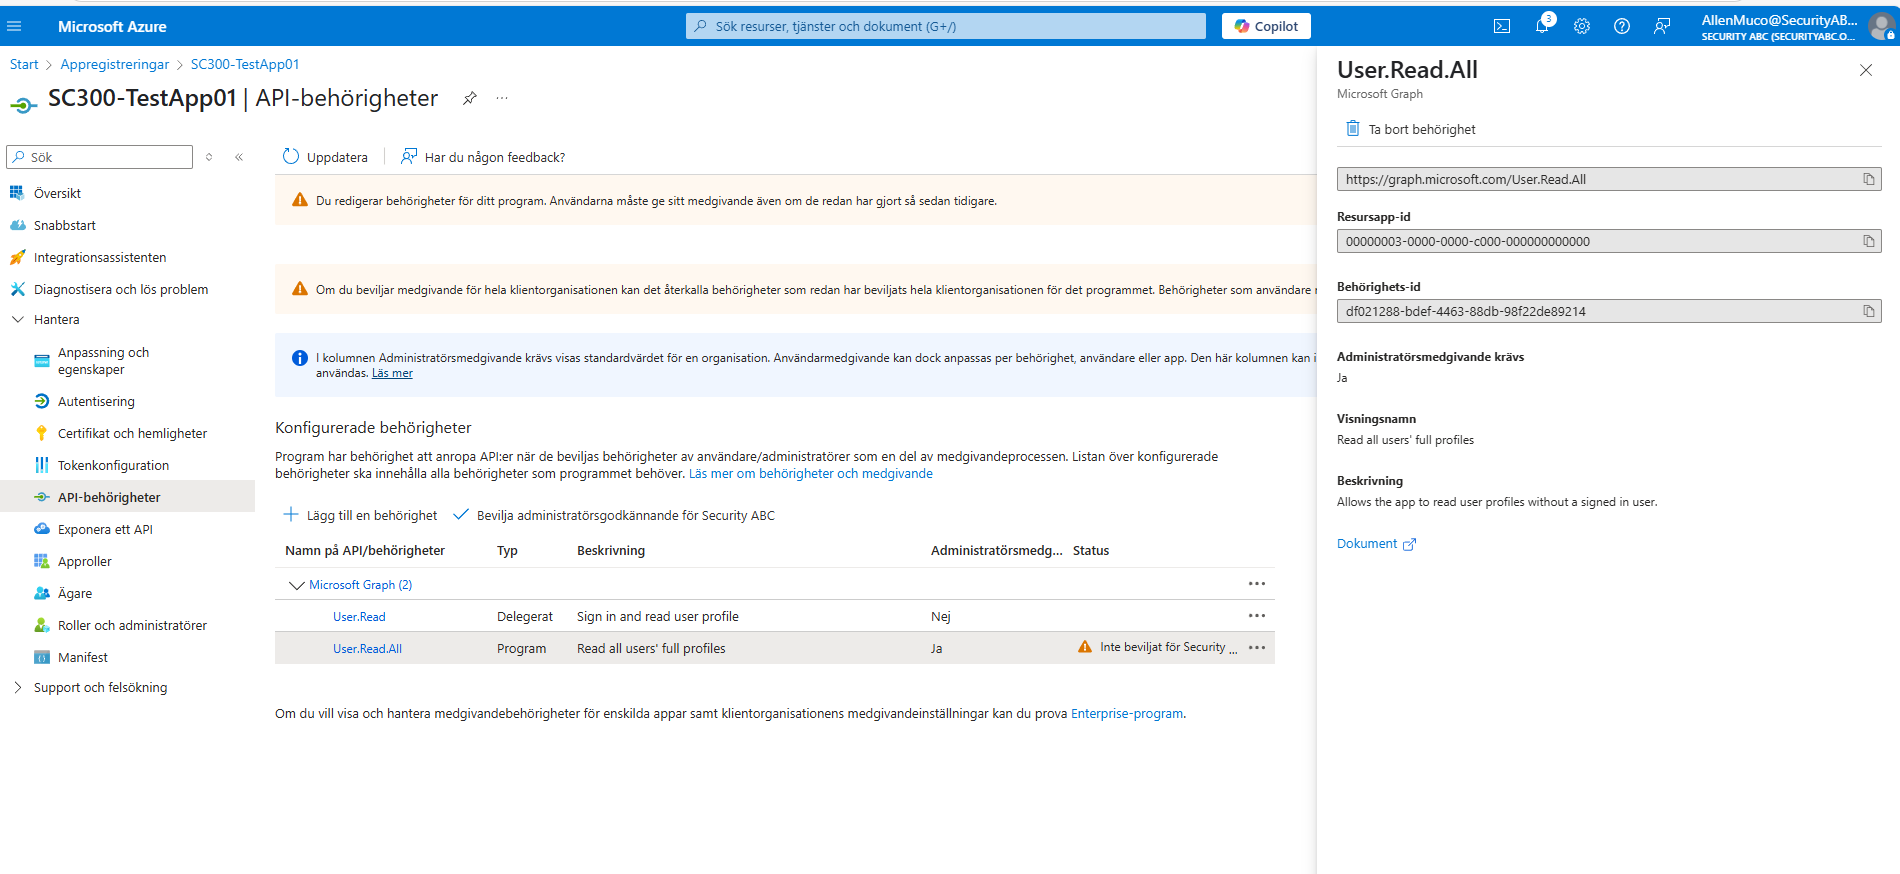 Microsoft Azure
Sök resurser, tjänster och dokument (G+/)
Copilot
3
AllenMuco@SecurityAB...
SECURITY ABC (SECURITYABC.O...
Start > Appregistreringar > SC300-TestApp01
SC300-TestApp01 | API-behörigheter
Sök
Översikt
Snabbstart
Integrationsassistenten
Diagnostisera och lös problem
Hantera
Anpassning och
egenskaper
Autentisering
Certifikat och hemligheter
Tokenkonfiguration
API-behörigheter
Exponera ett API
Approller
Ägare
Roller och administratörer
Manifest
Support och felsökning
Uppdatera
Har du någon feedback?
Du redigerar behörigheter för ditt program. Användarna måste ge sitt medgivande även om de redan har gjort så sedan tidigare.
Om du beviljar medgivande för hela klientorganisationen kan det återkalla behörigheter som redan har beviljats hela klientorganisationen för det programmet. Behörigheter som användare
I kolumnen Administratörsmedgivande krävs visas standardvärdet för en organisation. Användarmedgivande kan dock anpassas per behörighet, användare eller app. Den här kolumnen kan i
användas. Läs mer
Konfigurerade behörigheter
Program har behörighet att anropa API:er när de beviljas behörigheter av användare/administratörer som en del av medgivandeprocessen. Listan över konfigurerade
behörigheter ska innehålla alla behörigheter som programmet behöver. Läs mer om behörigheter och medgivande
Lägg till en behörighet
Bevilja administratörsgodkännande för Security ABC
Namn på API/behörigheter Typ Beskrivning Administratörsmedg... Status
Microsoft Graph (2)
User.Read Delegerat Sign in and read user profile Nej
User.Read.All Program Read all users' full profiles Ja Inte beviljat för Security ...
Om du vill visa och hantera medgivandebehörigheter för enskilda appar samt klientorganisationens medgivandeinställningar kan du prova Enterprise-program.
User.Read.All
Microsoft Graph
Ta bort behörighet
https://graph.microsoft.com/User.Read.All
Resursapp-id
00000003-0000-0000-c000-000000000000
Behörighets-id
df021288-bdef-4463-88db-98f22de89214
Administratörsmedgivande krävs
Ja
Visningsnamn
Read all users' full profiles
Beskrivning
Allows the app to read user profiles without a signed in user.
Dokument